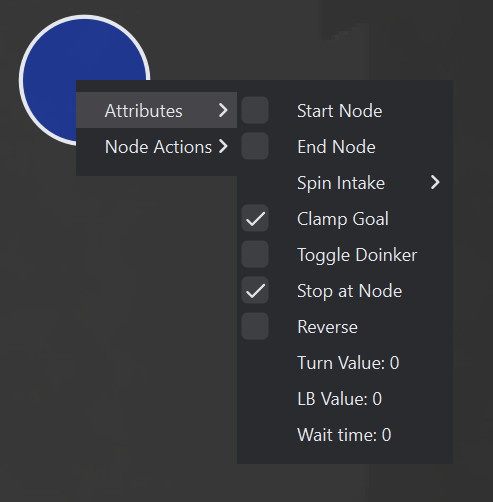 Attributes
Node Actions
Start Node
End Node
Spin Intake
Clamp Goal
Toggle Doinker
Stop at Node
Reverse
Turn Value: 0
LB Value: 0
Wait time: 0